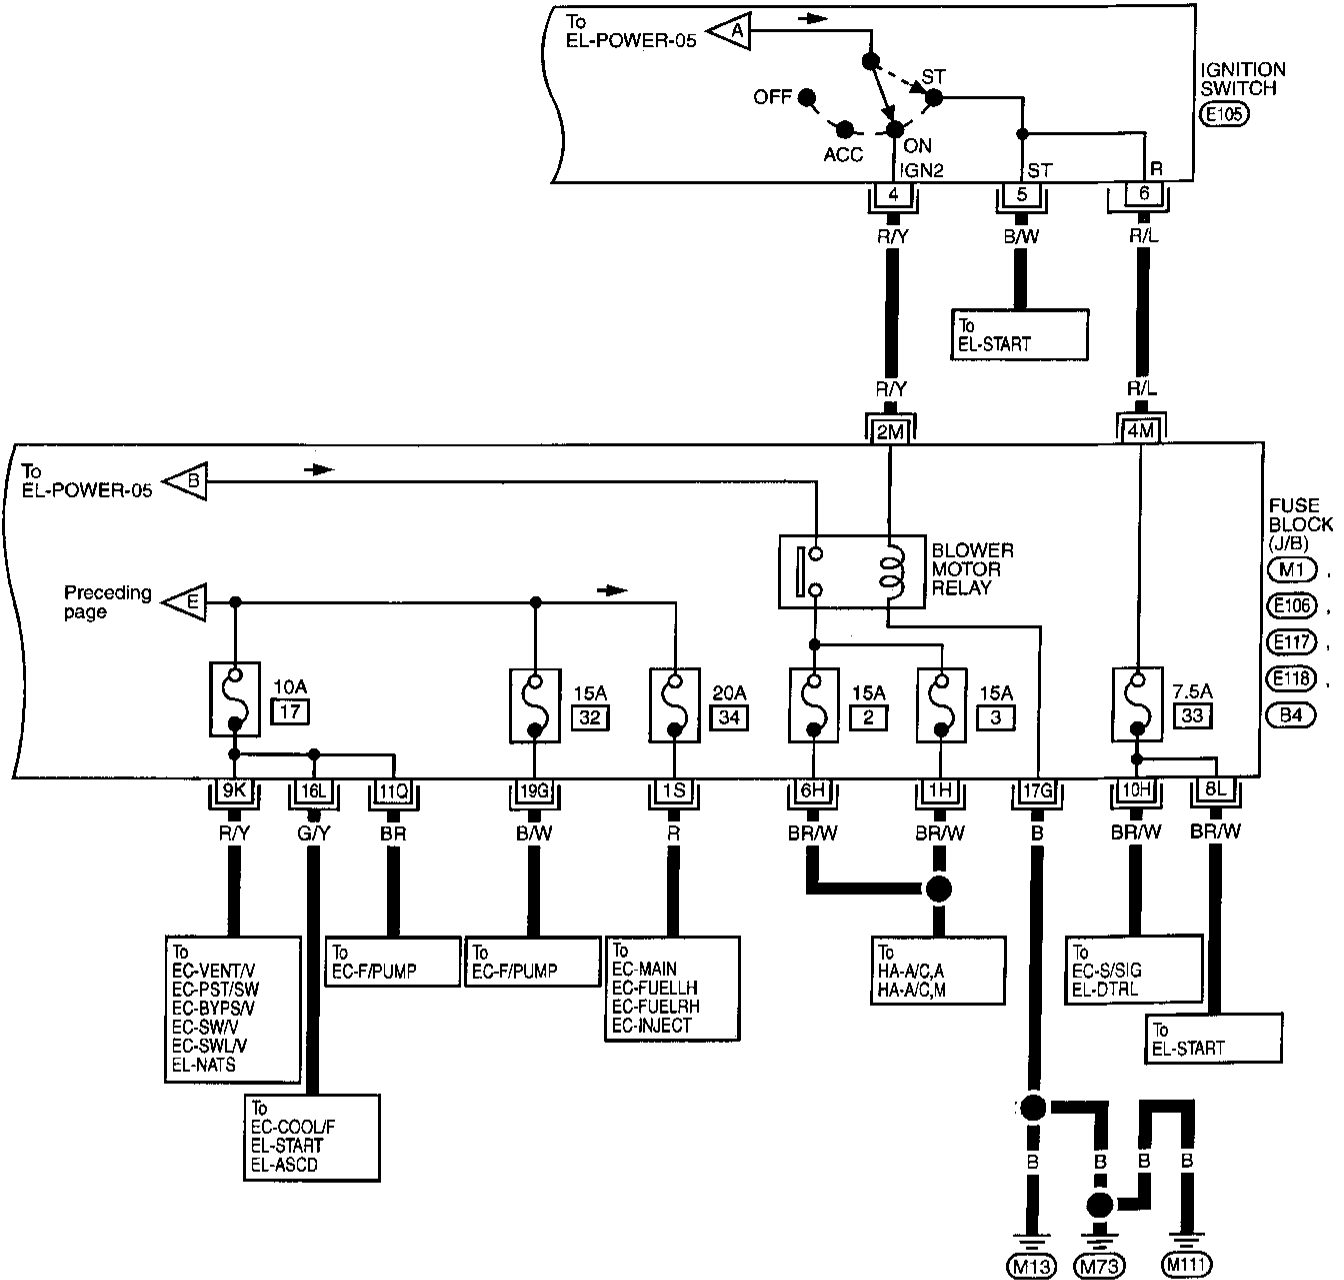 To
EL-POWER-05
A
ST
OFF
ACC
ON
IGN2
ST
R
IGNITION
SWITCH
E105
4
5
6
R/Y
B/W
R/L
To
EL-START
R/Y
R/L
2M
4M
To
EL-POWER-05
B
Preceding
page
E
BLOWER
MOTOR
RELAY
FUSE
BLOCK
(J/B)
M1 ,
E106 ,
E117 ,
E118 ,
B4
10A
17
15A
32
20A
34
15A
2
15A
3
7.5A
33
9K
16L
11Q
19G
1S
6H
1H
17G
10H
8L
R/Y
G/Y
BR
B/W
R
BR/W
BR/W
B
BR/W
BR/W
To
EC-VENT/V
EC-PST/SW
EC-BYPS/V
EC-SW/V
EC-SWL/V
EL-NATS
To
EC-F/PUMP
To
EC-F/PUMP
To
EC-MAIN
EC-FUELLH
EC-FUELRH
EC-INJECT
To
HA-A/C,A
HA-A/C,M
To
EC-S/SIG
EL-DTRL
To
EL-START
To
EC-COOL/F
EL-START
EL-ASCD
B
B
B
B
M13
M73
M111